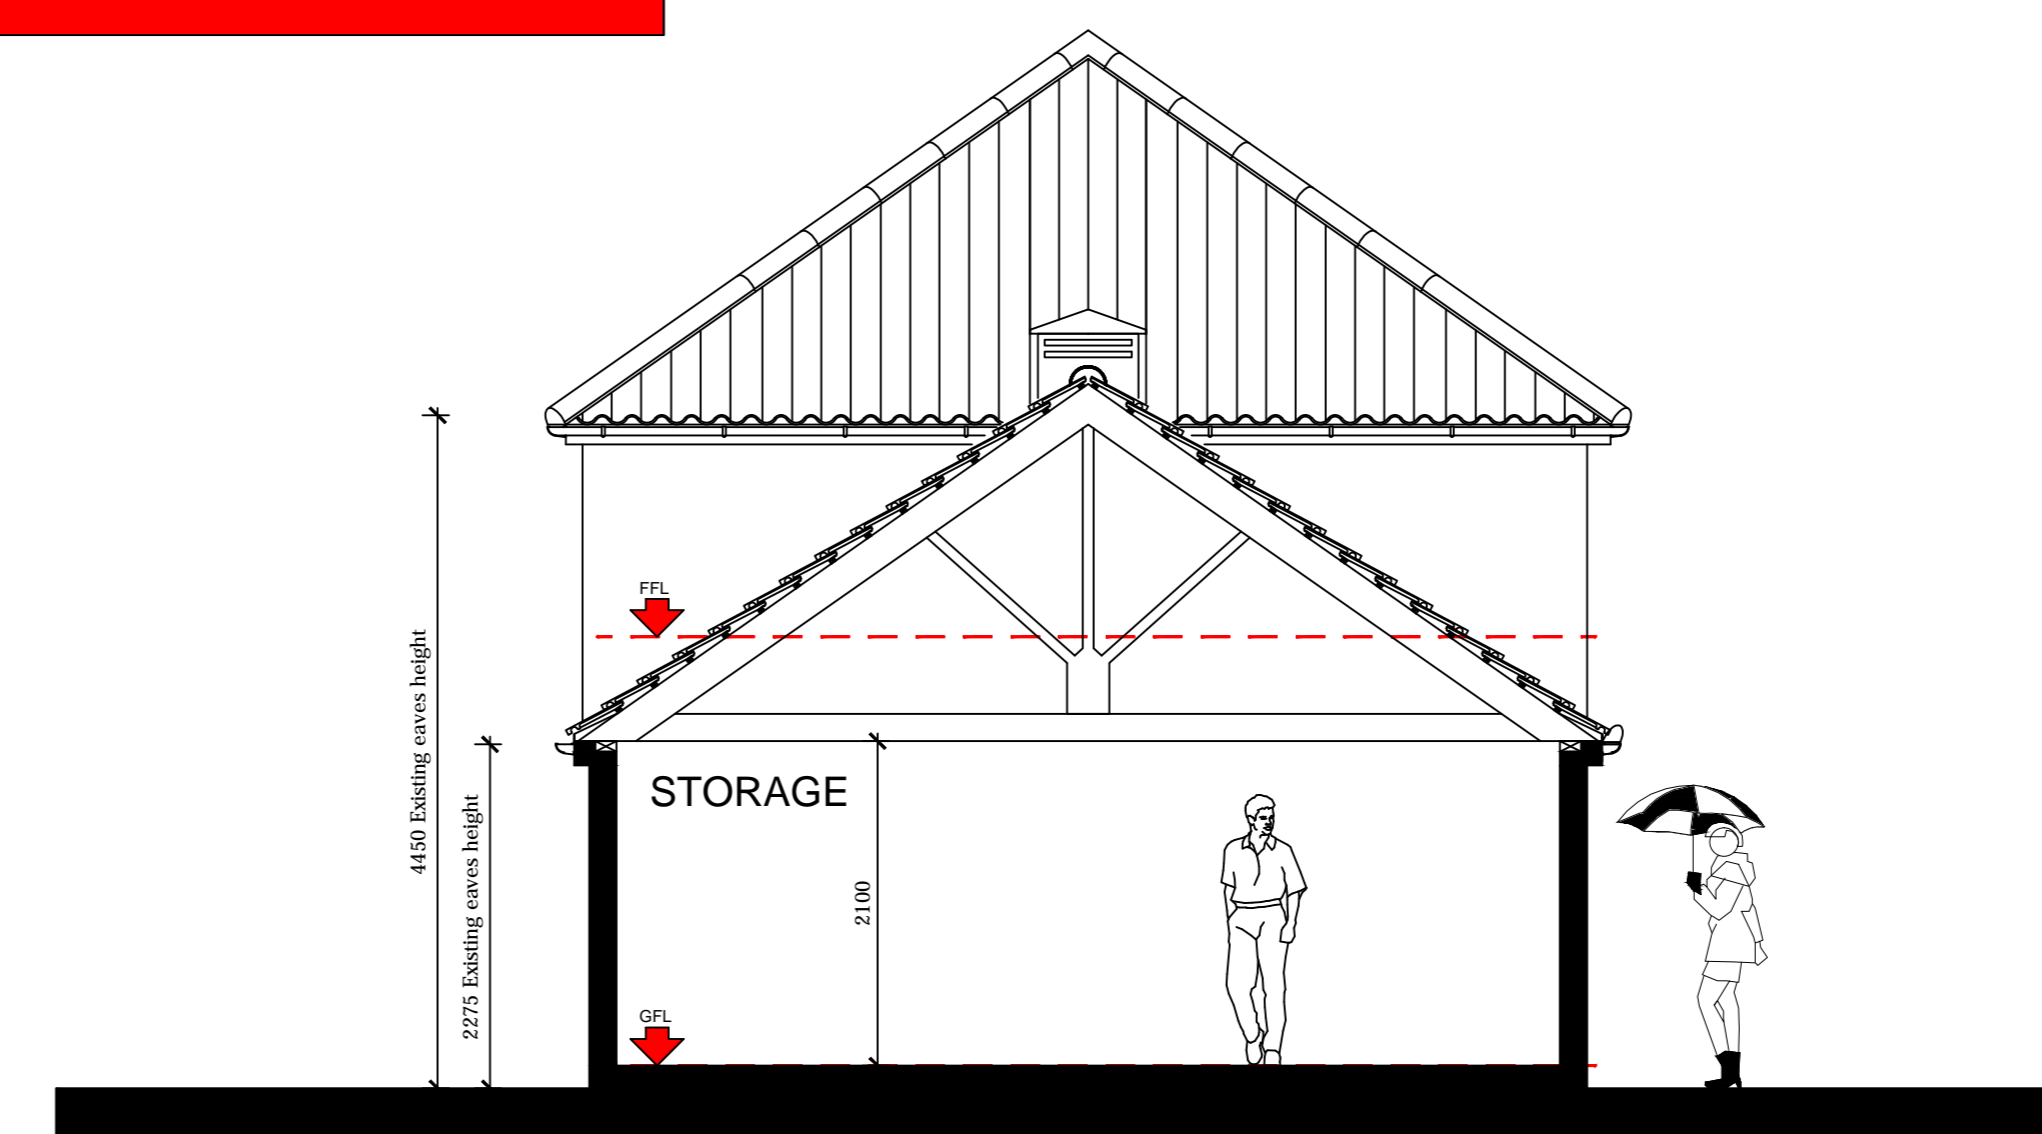 FFL
4450 Existing eaves height
2275 Existing eaves height
STORAGE
2100
GFL